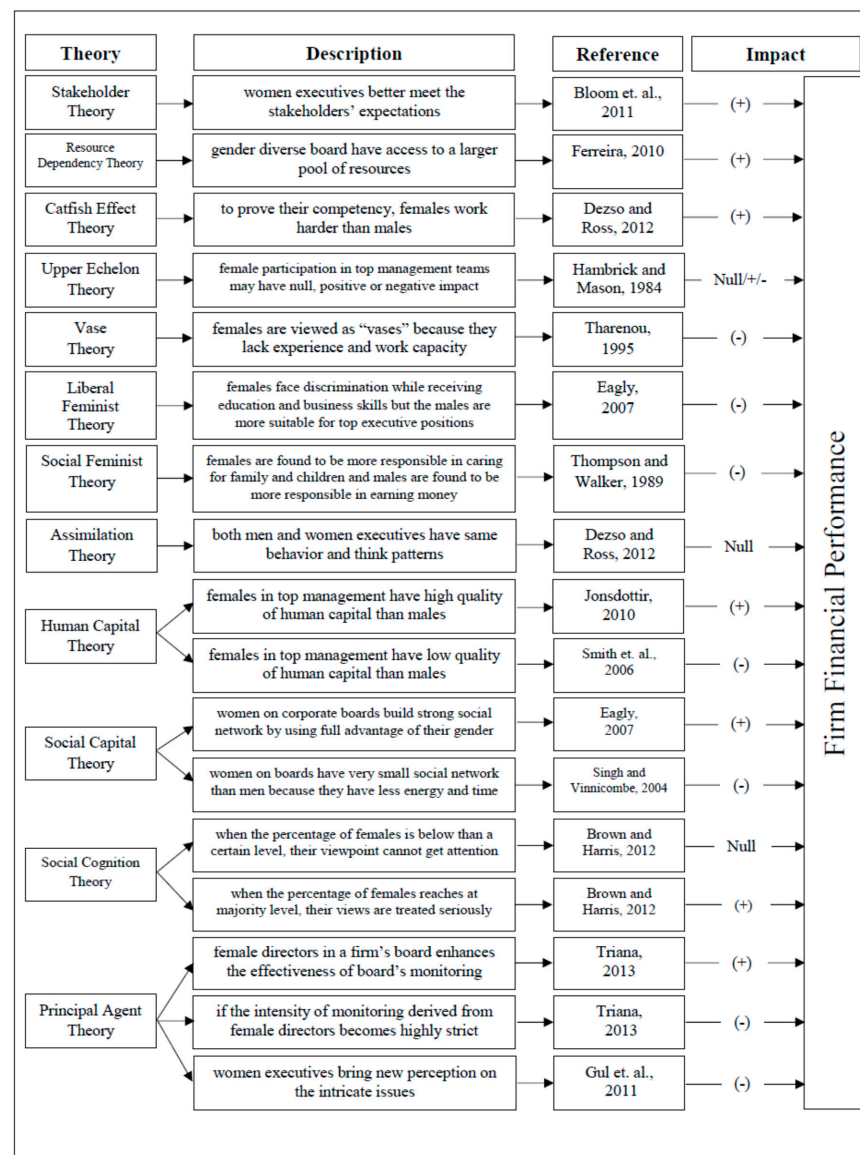 Theory
Description
Reference
Impact
Stakeholder
Theory
women executives better meet the
stakeholders' expectations
Bloom et. al.,
2011
(+)
Resource
Dependency Theory
gender diverse board have access to a larger
pool of resources
Ferreira, 2010
(+)
Catfish Effect
Theory
to prove their competency, females work
harder than males
Dezso and
Ross, 2012
(+)
Upper Echelon
Theory
female participation in top management teams
may have null, positive or negative impact
Hambrick and
Mason, 1984
Null/+/-
Vase
Theory
females are viewed as “vases” because they
lack experience and work capacity
Tharenou,
1995
(-)
Liberal
Feminist
Theory
females face discrimination while receiving
education and business skills but the males are
more suitable for top executive positions
Eagly,
2007
(-)
Social Feminist
Theory
females are found to be more responsible in caring
for family and children and males are found to be
more responsible in earning money
Thompson and
Walker, 1989
(-)
Assimilation
Theory
both men and women executives have same
behavior and think patterns
Dezso and
Ross, 2012
Null
Human Capital
Theory
females in top management have high quality
of human capital than males
Jonsdottir,
2010
(+)
females in top management have low quality
of human capital than males
Smith et. al.,
2006
(-)
Social Capital
Theory
women on corporate boards build strong social
network by using full advantage of their gender
Eagly,
2007
(+)
women on boards have very small social network
than men because they have less energy and time
Singh and
Vinnicombe, 2004
(-)
Social Cognition
Theory
when the percentage of females is below than a
certain level, their viewpoint cannot get attention
Brown and
Harris, 2012
Null
when the percentage of females reaches at
majority level, their views are treated seriously
Brown and
Harris, 2012
(+)
Principal Agent
Theory
female directors in a firm's board enhances
the effectiveness of board's monitoring
Triana,
2013
(+)
if the intensity of monitoring derived from
female directors becomes highly strict
Triana,
2013
(-)
women executives bring new perception on
the intricate issues
Gul et. al.,
2011
(-)
Firm Financial Performance